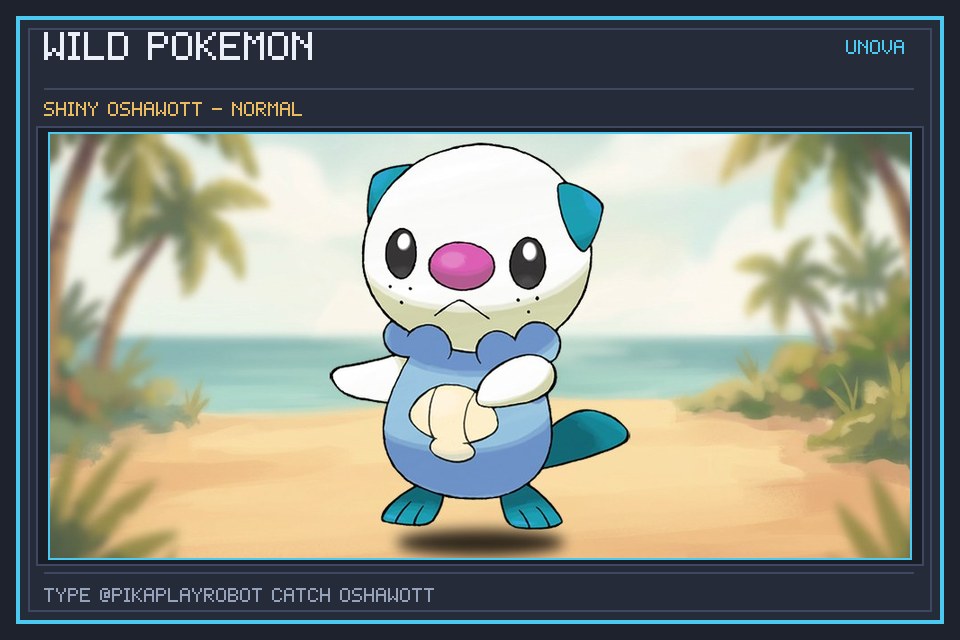 WILD POKEMON
UNOVA
SHINY OSHAWOTT - NORMAL
TYPE @PIKAPLAYROBOT CATCH OSHAWOTT